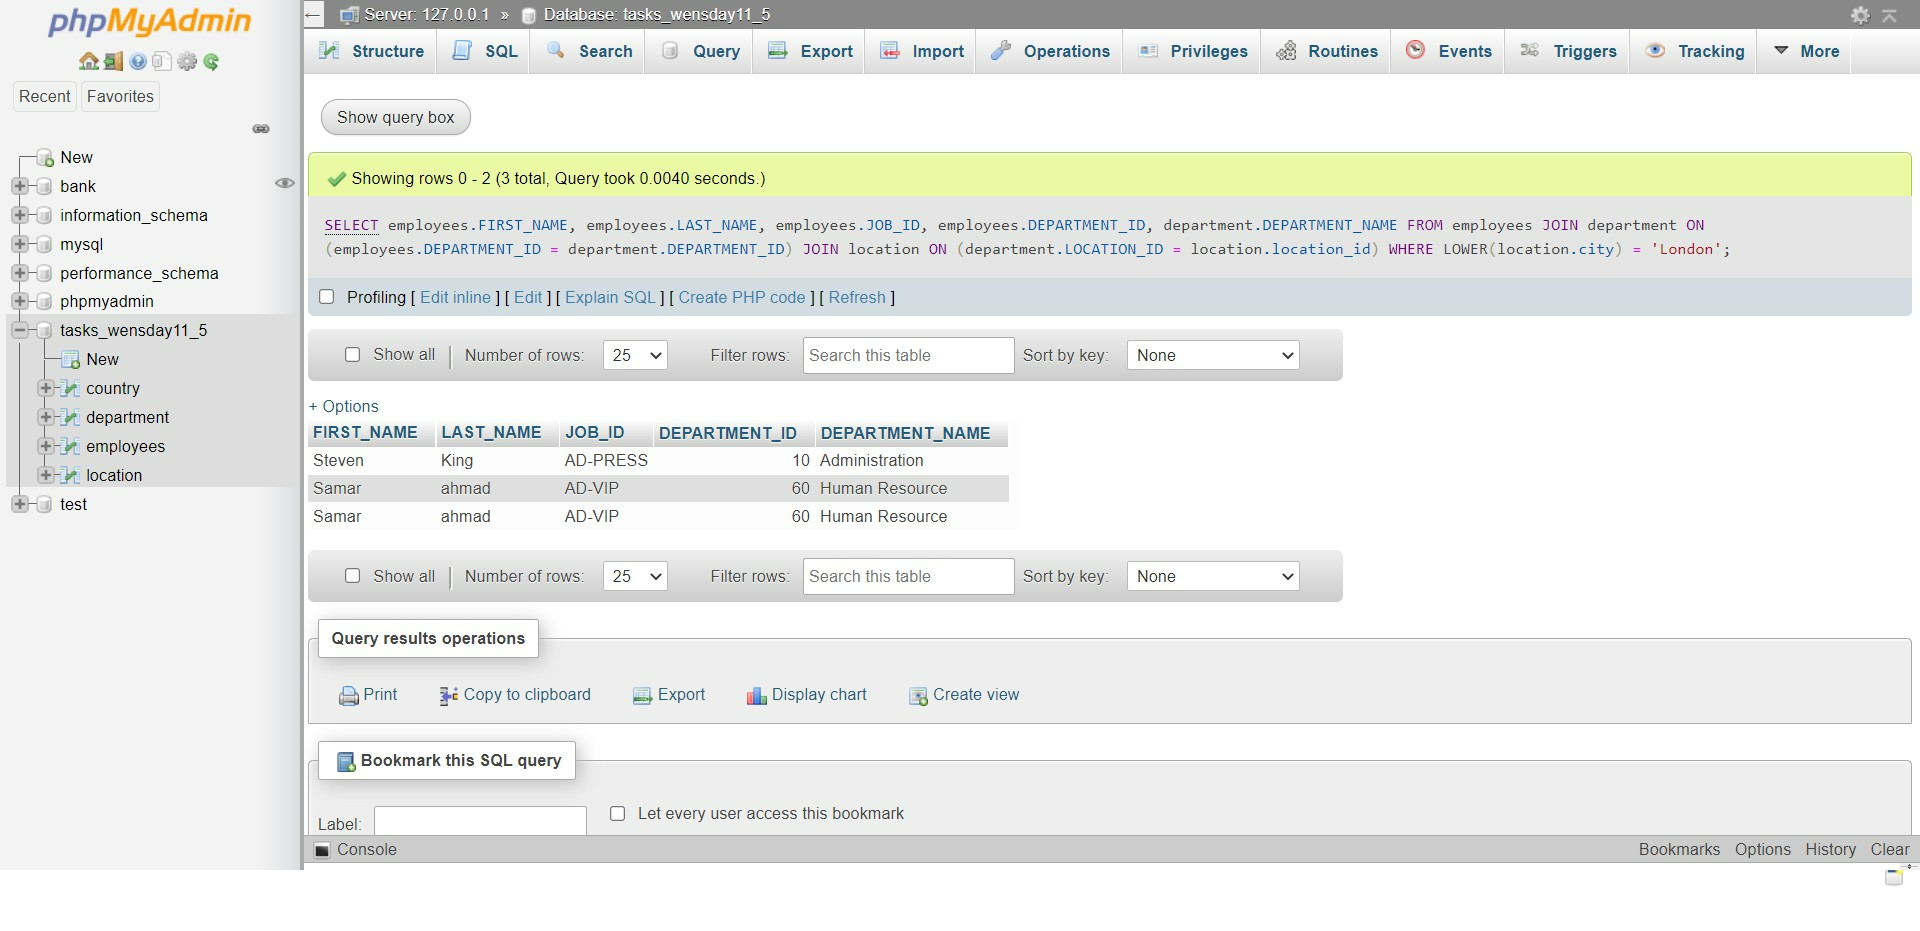 phpMyAdmin
Recent Favorites
New
bank
information_schema
mysql
performance_schema
phpmyadmin
tasks_wensday11_5
New
country
department
employees
location
test
← Server: 127.0.0.1 » Database: tasks_wensday11_5
Structure SQL Search Query Export Import Operations Privileges Routines Events Triggers Tracking More
Show query box
Showing rows 0 - 2 (3 total, Query took 0.0040 seconds.)
SELECT employees.FIRST_NAME, employees.LAST_NAME, employees.JOB_ID, employees.DEPARTMENT_ID, department.DEPARTMENT_NAME FROM employees JOIN department ON
(employees.DEPARTMENT_ID = department.DEPARTMENT_ID) JOIN location ON (department.LOCATION_ID = location.location_id) WHERE LOWER(location.city) = 'London';
Profiling [ Edit inline ] [ Edit ] [ Explain SQL ] [ Create PHP code ] [ Refresh ]
Show all | Number of rows: 25 Filter rows: Search this table Sort by key: None
+ Options
FIRST_NAME LAST_NAME JOB_ID DEPARTMENT_ID DEPARTMENT_NAME
Steven King AD-PRESS 10 Administration
Samar ahmad AD-VIP 60 Human Resource
Samar ahmad AD-VIP 60 Human Resource
Show all | Number of rows: 25 Filter rows: Search this table Sort by key: None
Query results operations
Print Copy to clipboard Export Display chart Create view
Bookmark this SQL query
Label: Let every user access this bookmark
Console Bookmarks Options History Clear